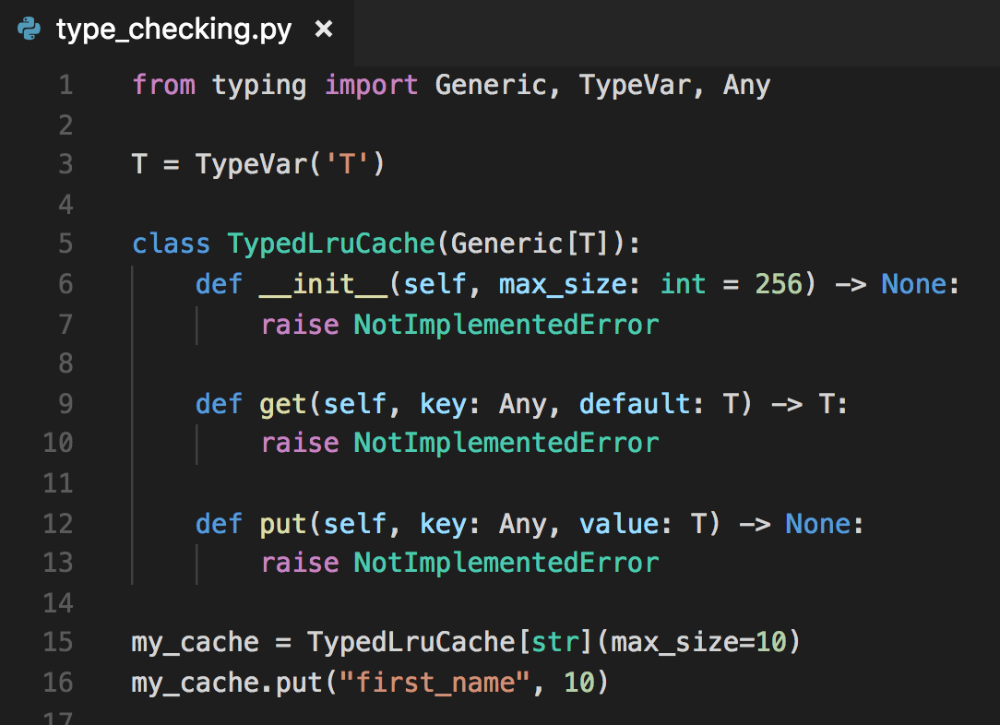 type_checking.py ×
1 from typing import Generic, TypeVar, Any
2
3 T = TypeVar('T')
4
5 class TypedLruCache(Generic[T]):
6     def __init__(self, max_size: int = 256) -> None:
7         raise NotImplementedError
8
9     def get(self, key: Any, default: T) -> T:
10         raise NotImplementedError
11
12     def put(self, key: Any, value: T) -> None:
13         raise NotImplementedError
14
15 my_cache = TypedLruCache[str](max_size=10)
16 my_cache.put("first_name", 10)
17